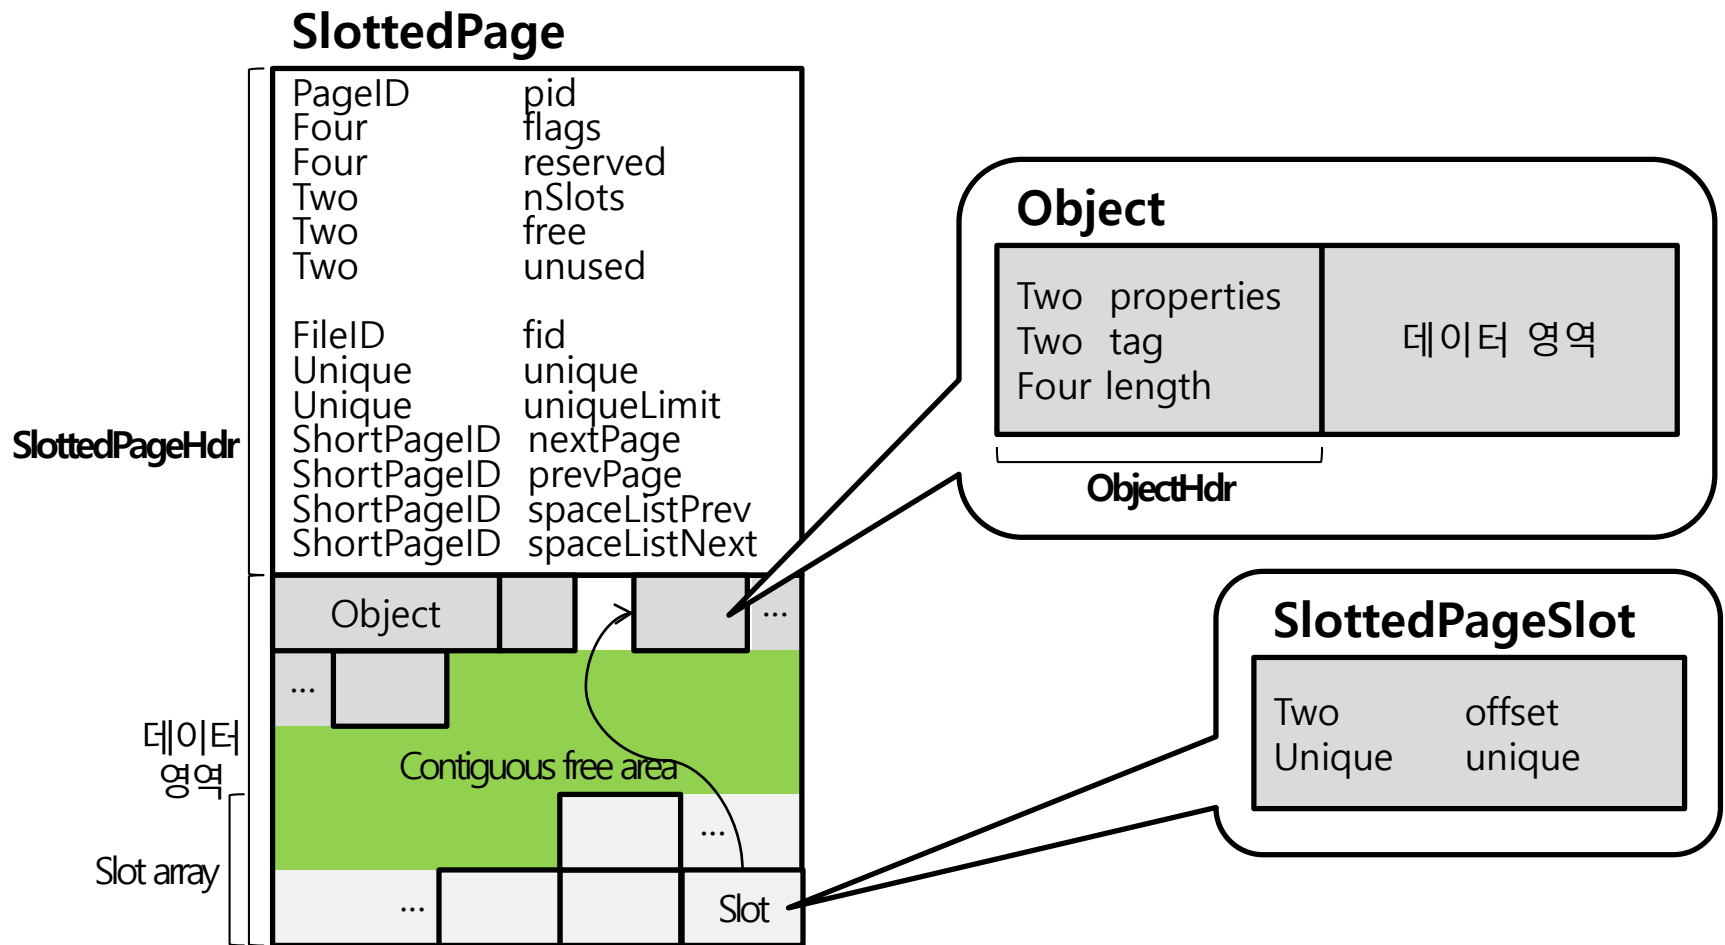 SlottedPage
PageID pid
Four flags
Four reserved
Two nSlots
Two free
Two unused
FileID fid
Unique unique
Unique uniqueLimit
ShortPageID nextPage
ShortPageID prevPage
ShortPageID spaceListPrev
ShortPageID spaceListNext
SlottedPageHdr
Object
...
...
데이터
영역
Contiguous free area
...
Slot array
...
Slot
Object
Two properties
Two tag
Four length
데이터 영역
ObjectHdr
SlottedPageSlot
Two offset
Unique unique